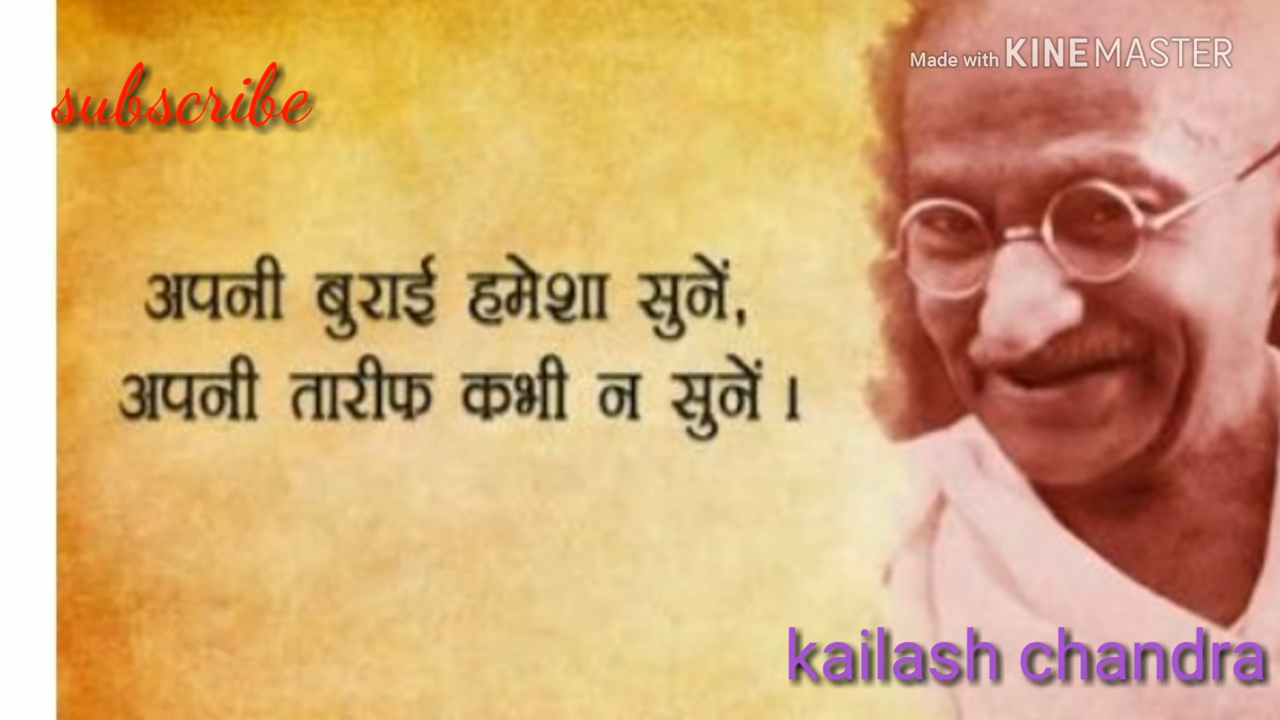 Made with KINEMASTER
subscribe
अपनी बुराई हमेशा सुनें,
अपनी तारीफ कभी न सुनें ।
kailash chandra